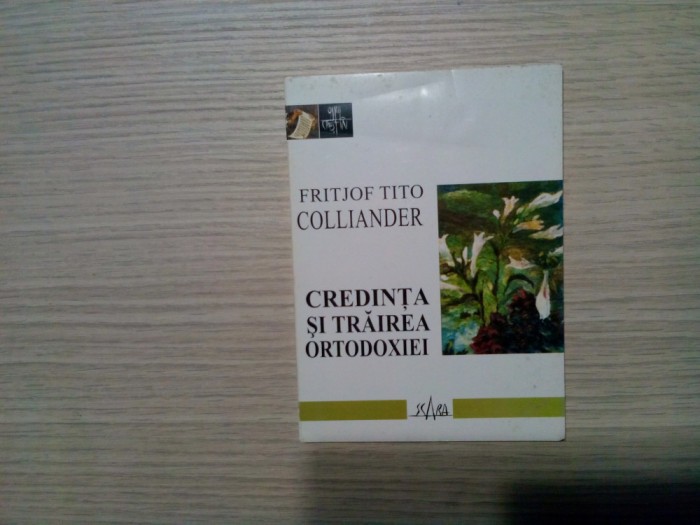 FRITJOF TITO
COLLIANDER
CREDINȚA
ȘI TRĂIREA
ORTODOXIEI
SCARA